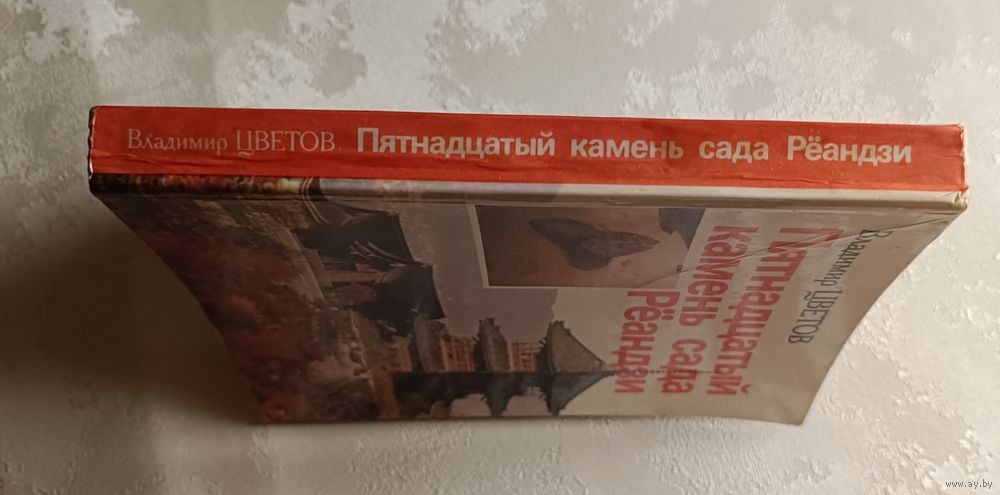 Владимир ЦВЕТОВ Пятнадцатый камень сада Рёандзи
Владимир ЦВЕТОВ
Пятнадцатый
камень сада
Рёандзи
www.ay.by